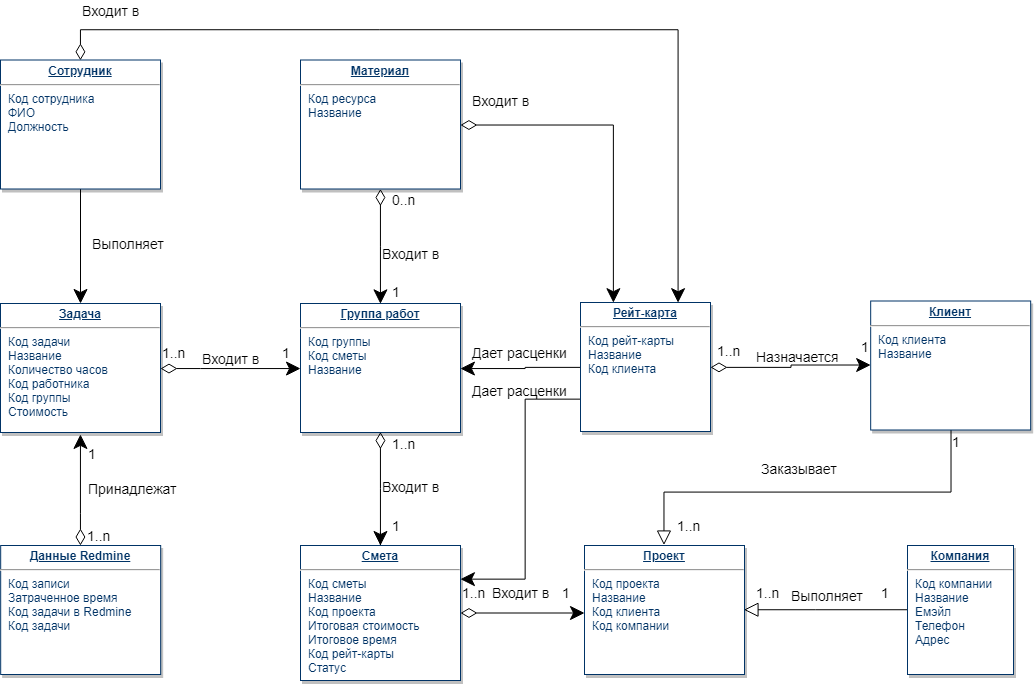 Входит в
Сотрудник
Код сотрудника
ФИО
Должность
Материал
Код ресурса
Название
Входит в
0..n
Выполняет
Входит в
1
Задача
Код задачи
Название
Количество часов
Код работника
Код группы
Стоимость
1..n
Входит в
1
Группа работ
Код группы
Код сметы
Название
Дает расценки
Дает расценки
Рейт-карта
Код рейт-карты
Название
Код клиента
1..n
Назначается
1
Клиент
Код клиента
Название
1
1..n
1
Принадлежат
Входит в
Заказывает
1..n
1
1..n
Данные Redmine
Код записи
Затраченное время
Код задачи в Redmine
Код задачи
Смета
Код сметы
Название
Код проекта
Итоговая стоимость
Итоговое время
Код рейт-карты
Статус
1..n
Входит в
1
Проект
Код проекта
Название
Код клиента
Код компании
1..n
Выполняет
1
Компания
Код компании
Название
Емэйл
Телефон
Адрес